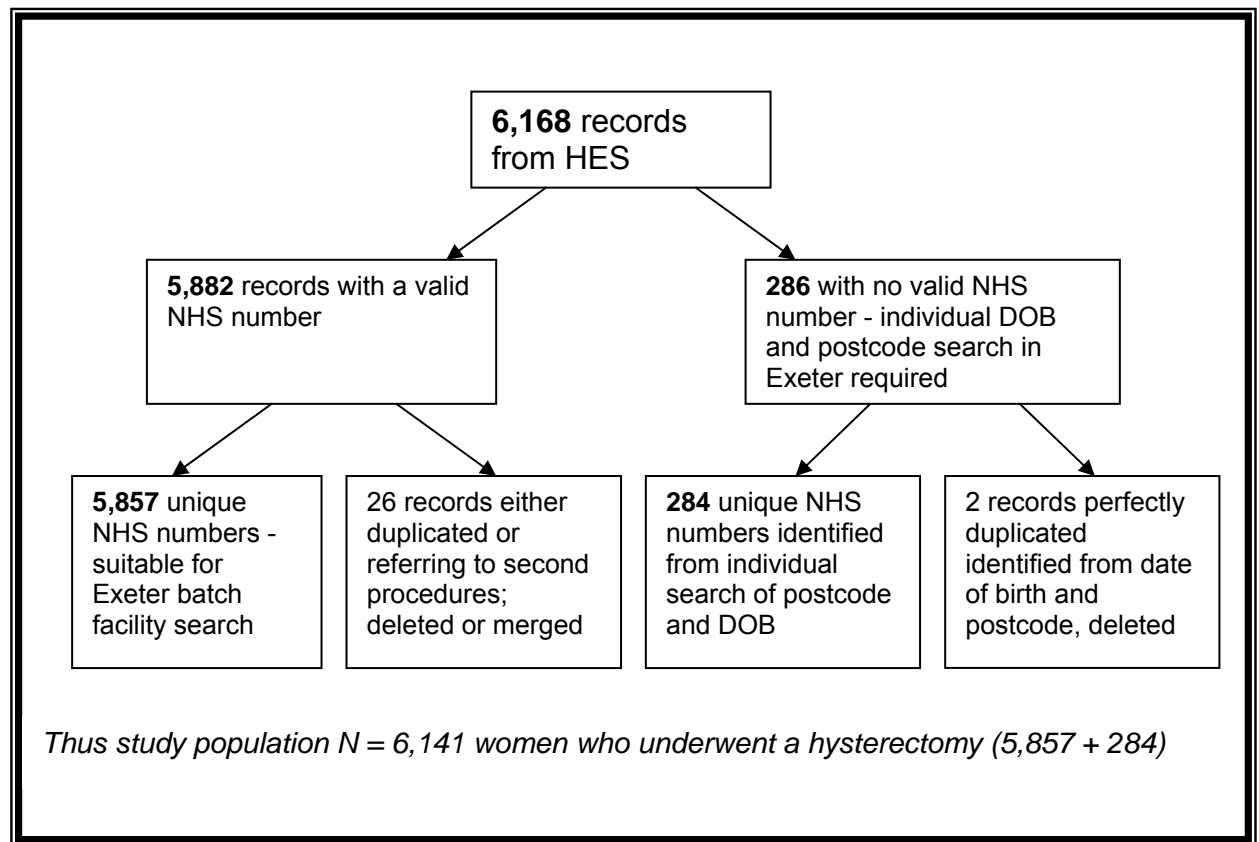 6,168 records
from HES
5,882 records with a valid
NHS number
286 with no valid NHS
number - individual DOB
and postcode search in
Exeter required
5,857 unique
NHS numbers -
suitable for
Exeter batch
facility search
26 records either
duplicated or
referring to second
procedures;
deleted or merged
284 unique NHS
numbers identified
from individual
search of postcode
and DOB
2 records perfectly
duplicated
identified from date
of birth and
postcode, deleted
Thus study population N = 6,141 women who underwent a hysterectomy (5,857 + 284)